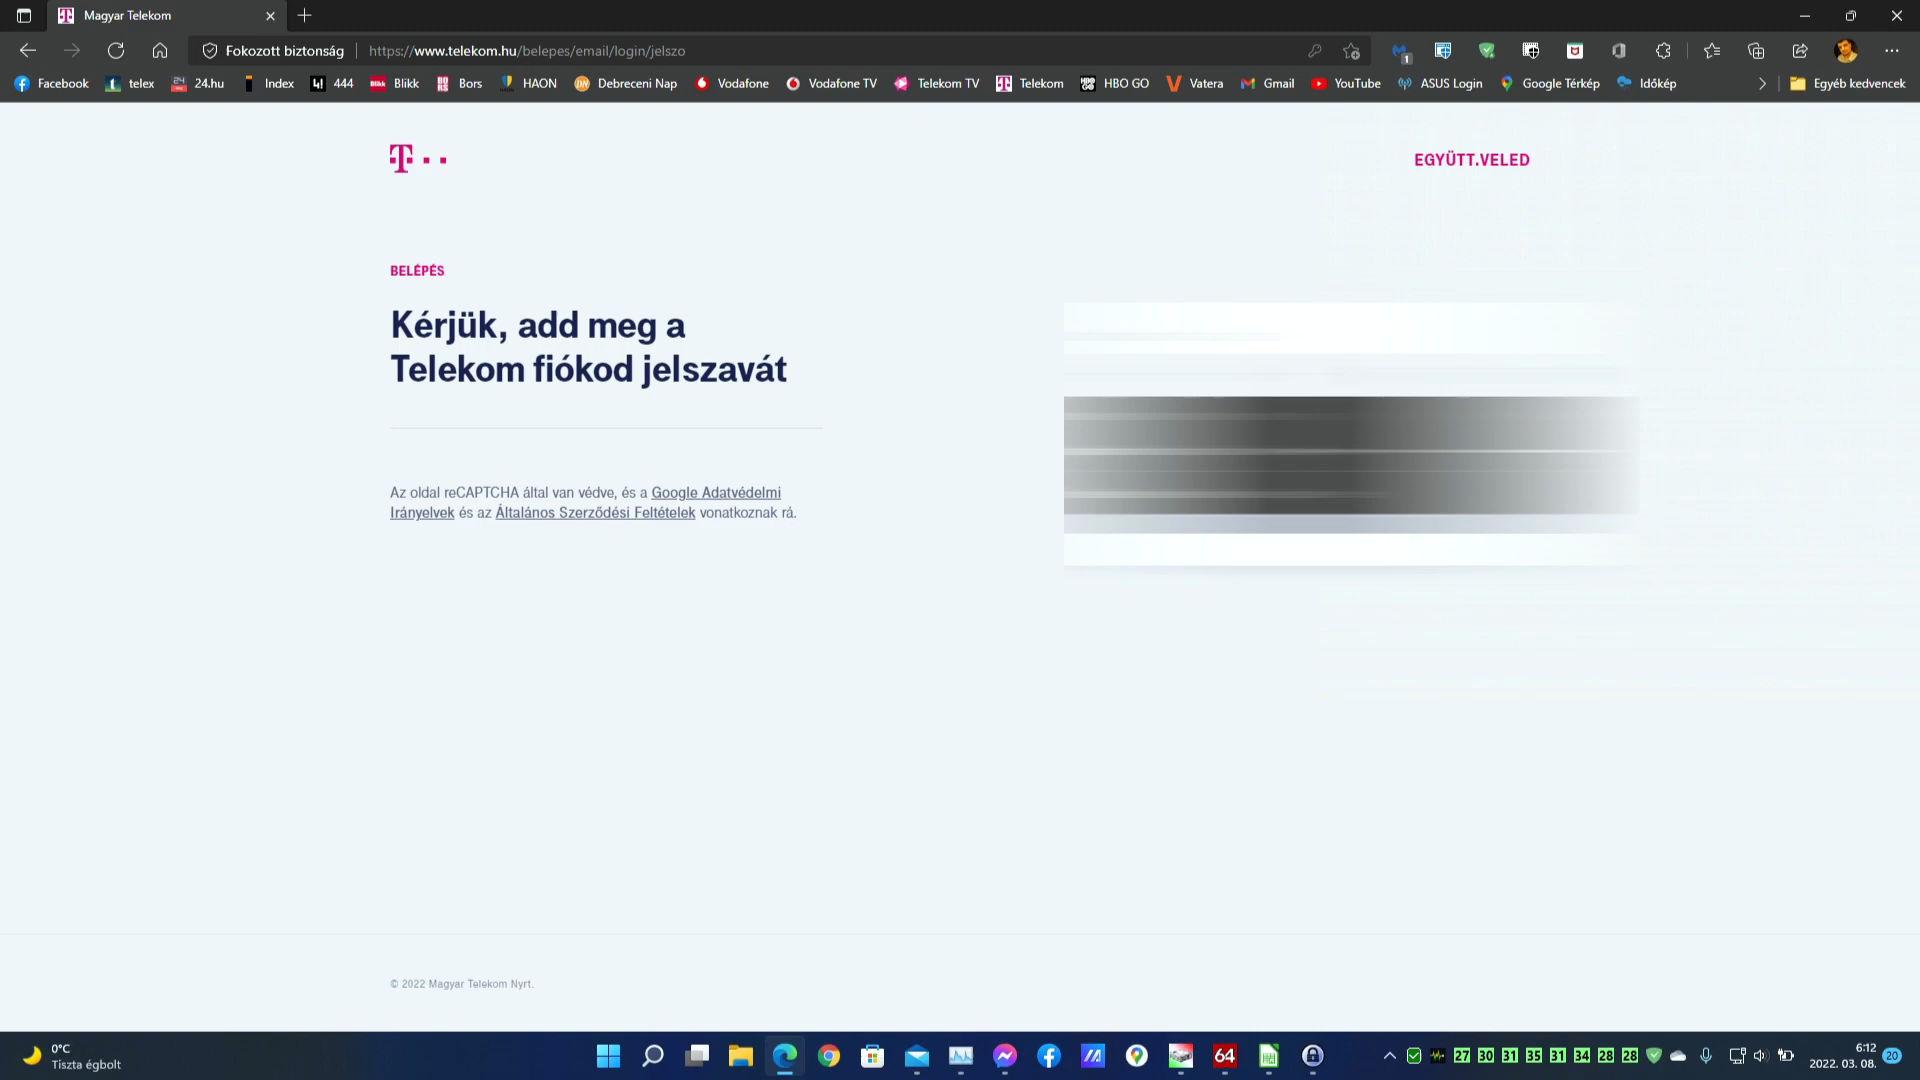 Magyar Telekom
Fokozott biztonság
https://www.telekom.hu/belepes/email/login/jelszo
1
Facebook
telex
24.hu
Index
444
Blikk
Bors
HAON
Debreceni Nap
Vodafone
Vodafone TV
Telekom TV
Telekom
HBO GO
Vatera
Gmail
YouTube
ASUS Login
Google Térkép
Időkép
Egyéb kedvencek
T
EGYÜTT.VELED
BELÉPÉS
Kérjük, add meg a
Telekom fiókod jelszavát
Az oldal reCAPTCHA által van védve, és a Google Adatvédelmi
Irányelvek és az Általános Szerződési Feltételek vonatkoznak rá.
© 2022 Magyar Telekom Nyrt.
0°C
Tiszta égbolt
64
27 30 31 35 31 34 28 28
6:12
2022. 03. 08.
20